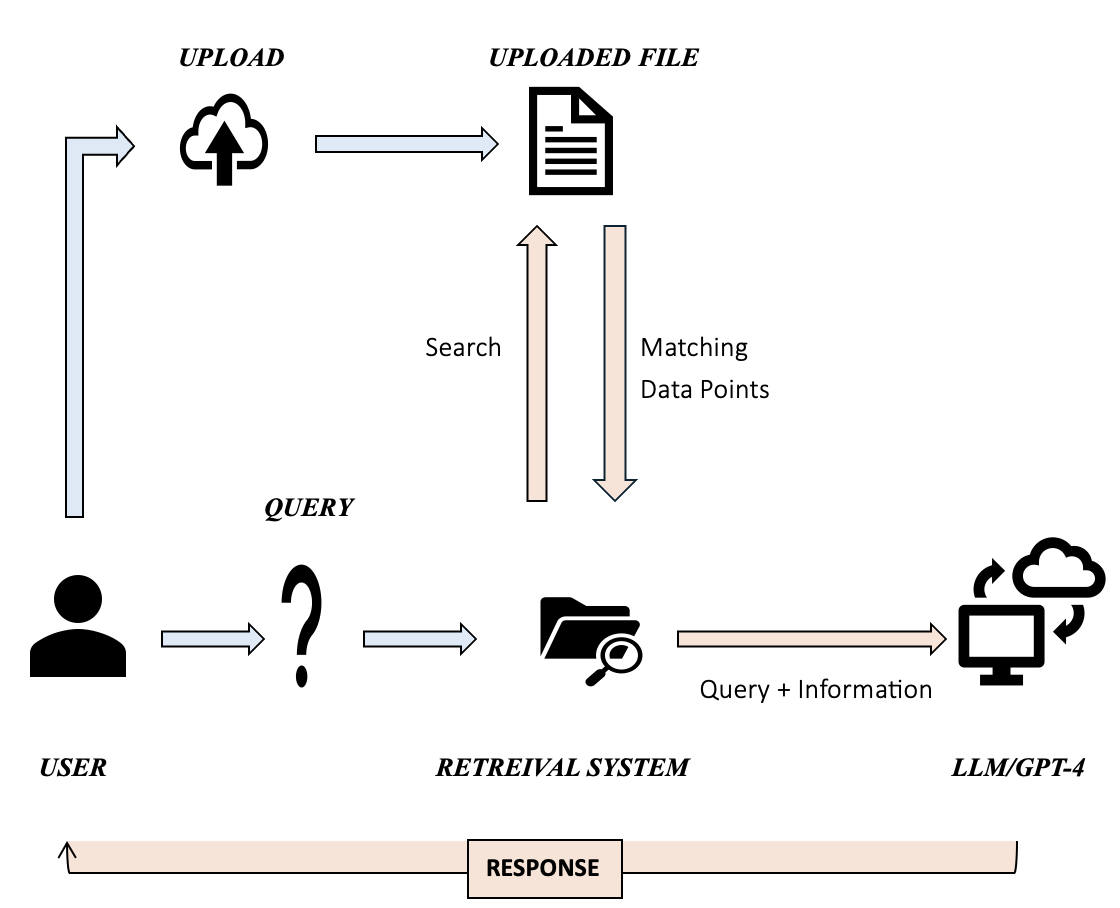 UPLOAD
UPLOADED FILE
Search
Matching
Data Points
QUERY
Query + Information
USER
RETREIVAL SYSTEM
LLM/GPT-4
RESPONSE